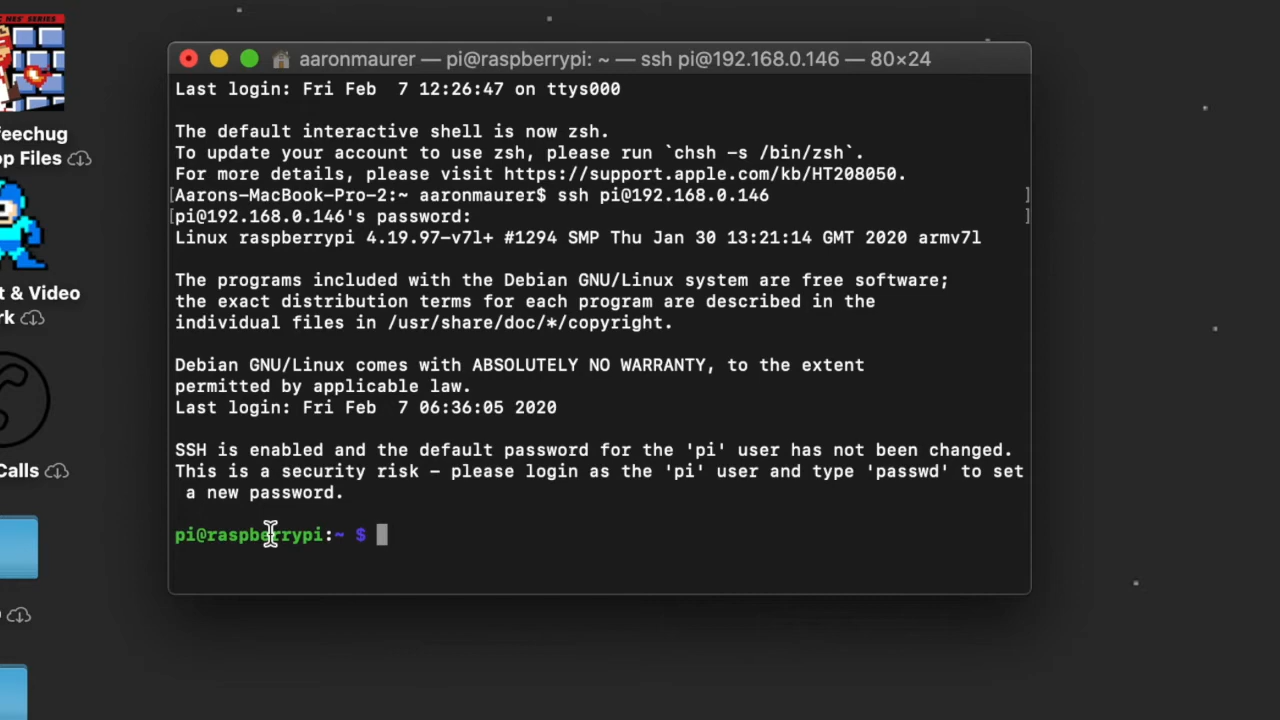 NES' SERIES
feechug
op Files
t & Video
rk
Calls
aaronmaurer — pi@raspberrypi: ~ — ssh pi@192.168.0.146 — 80×24
Last login: Fri Feb  7 12:26:47 on ttys000
The default interactive shell is now zsh.
To update your account to use zsh, please run `chsh -s /bin/zsh`.
For more details, please visit https://support.apple.com/kb/HT208050.
[Aarons-MacBook-Pro-2:~ aaronmaurer$ ssh pi@192.168.0.146 ]
[pi@192.168.0.146's password: ]
Linux raspberrypi 4.19.97-v7l+ #1294 SMP Thu Jan 30 13:21:14 GMT 2020 armv7l
The programs included with the Debian GNU/Linux system are free software;
the exact distribution terms for each program are described in the
individual files in /usr/share/doc/*/copyright.
Debian GNU/Linux comes with ABSOLUTELY NO WARRANTY, to the extent
permitted by applicable law.
Last login: Fri Feb  7 06:36:05 2020
SSH is enabled and the default password for the 'pi' user has not been changed.
This is a security risk - please login as the 'pi' user and type 'passwd' to set
 a new password.
pi@raspberrypi:~ $